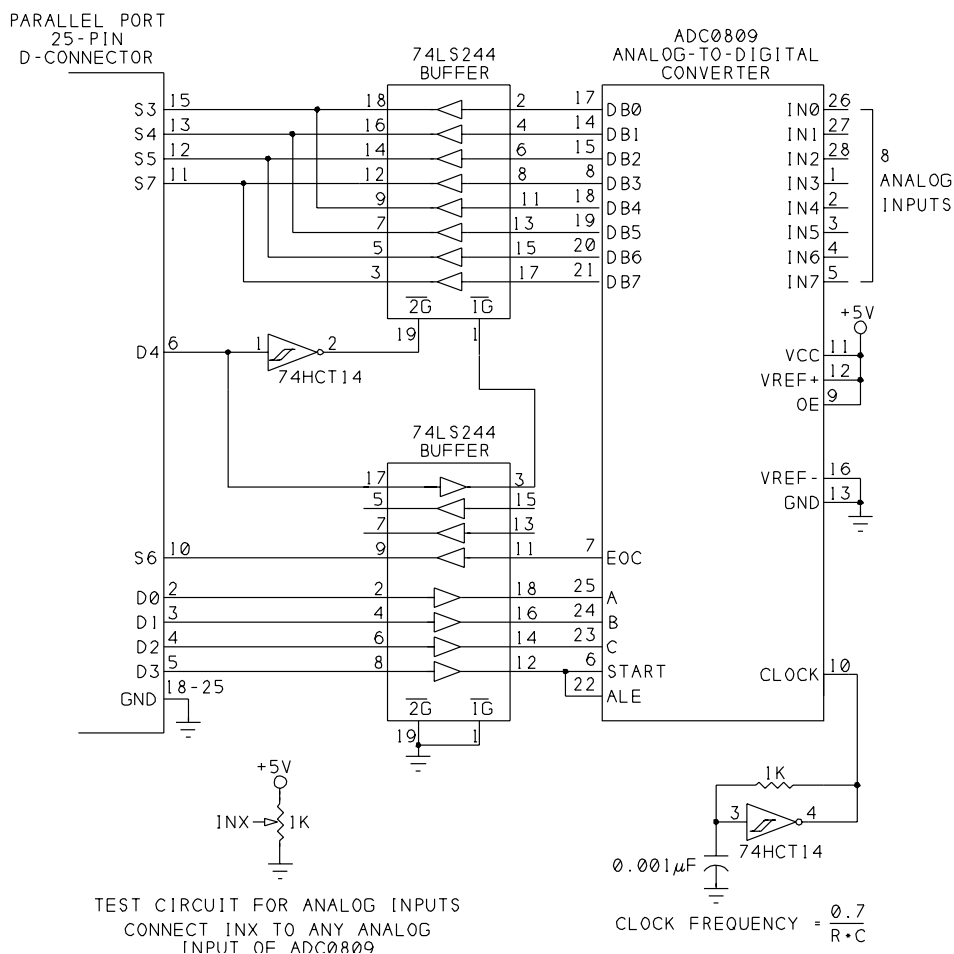 PARALLEL PORT
25-PIN
D-CONNECTOR
74LS244
BUFFER
ADC0809
ANALOG-TO-DIGITAL
CONVERTER
S3 15 18 2 17 DB0 IN0 26
S4 13 16 4 14 DB1 IN1 27
S5 12 14 6 15 DB2 IN2 28
S7 11 12 8 8 DB3 IN3 1
9 11 18 DB4 IN4 2
7 13 19 DB5 IN5 3
5 15 20 DB6 IN6 4
3 17 21 DB7 IN7 5
8
ANALOG
INPUTS
2G 1G
19 1
D4 6 1 2
74HCT14
+5V
VCC 11
VREF+ 12
OE 9
74LS244
BUFFER
17 3
5 15
7 13
VREF- 16
GND 13
S6 10 9 11 7 EOC
D0 2 2 18 25 A
D1 3 4 16 24 B
D2 4 6 14 23 C
D3 5 8 12 6 START
22 ALE
CLOCK 10
GND 18-25
2G 1G
19 1
+5V
INX 1K
1K
3 4
74HCT14
0.001µF
TEST CIRCUIT FOR ANALOG INPUTS
CONNECT INX TO ANY ANALOG
INPUT OF ADC0809
CLOCK FREQUENCY = 0.7
R•C